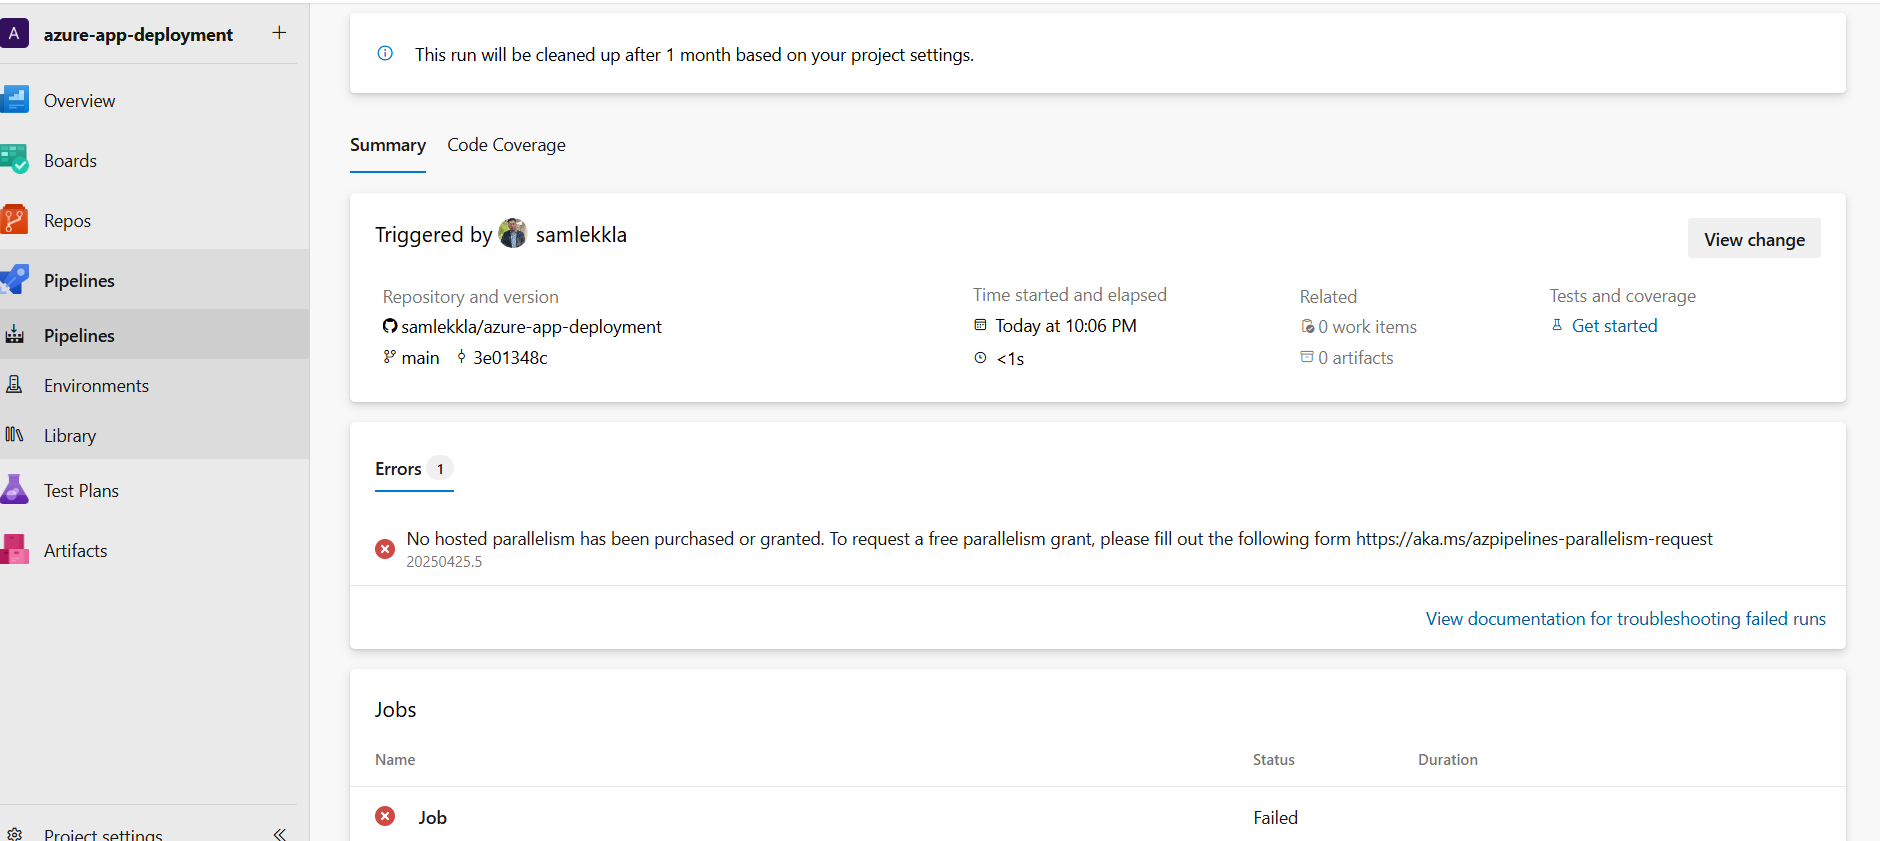 A azure-app-deployment +
Overview
Boards
Repos
Pipelines
Pipelines
Environments
Library
Test Plans
Artifacts
Project settings
This run will be cleaned up after 1 month based on your project settings.
Summary Code Coverage
Triggered by samlekkla
View change
Repository and version
samlekkla/azure-app-deployment
main 3e01348c
Time started and elapsed
Today at 10:06 PM
<1s
Related
0 work items
0 artifacts
Tests and coverage
Get started
Errors 1
No hosted parallelism has been purchased or granted. To request a free parallelism grant, please fill out the following form https://aka.ms/azpipelines-parallelism-request
20250425.5
View documentation for troubleshooting failed runs
Jobs
Name Status Duration
Job Failed